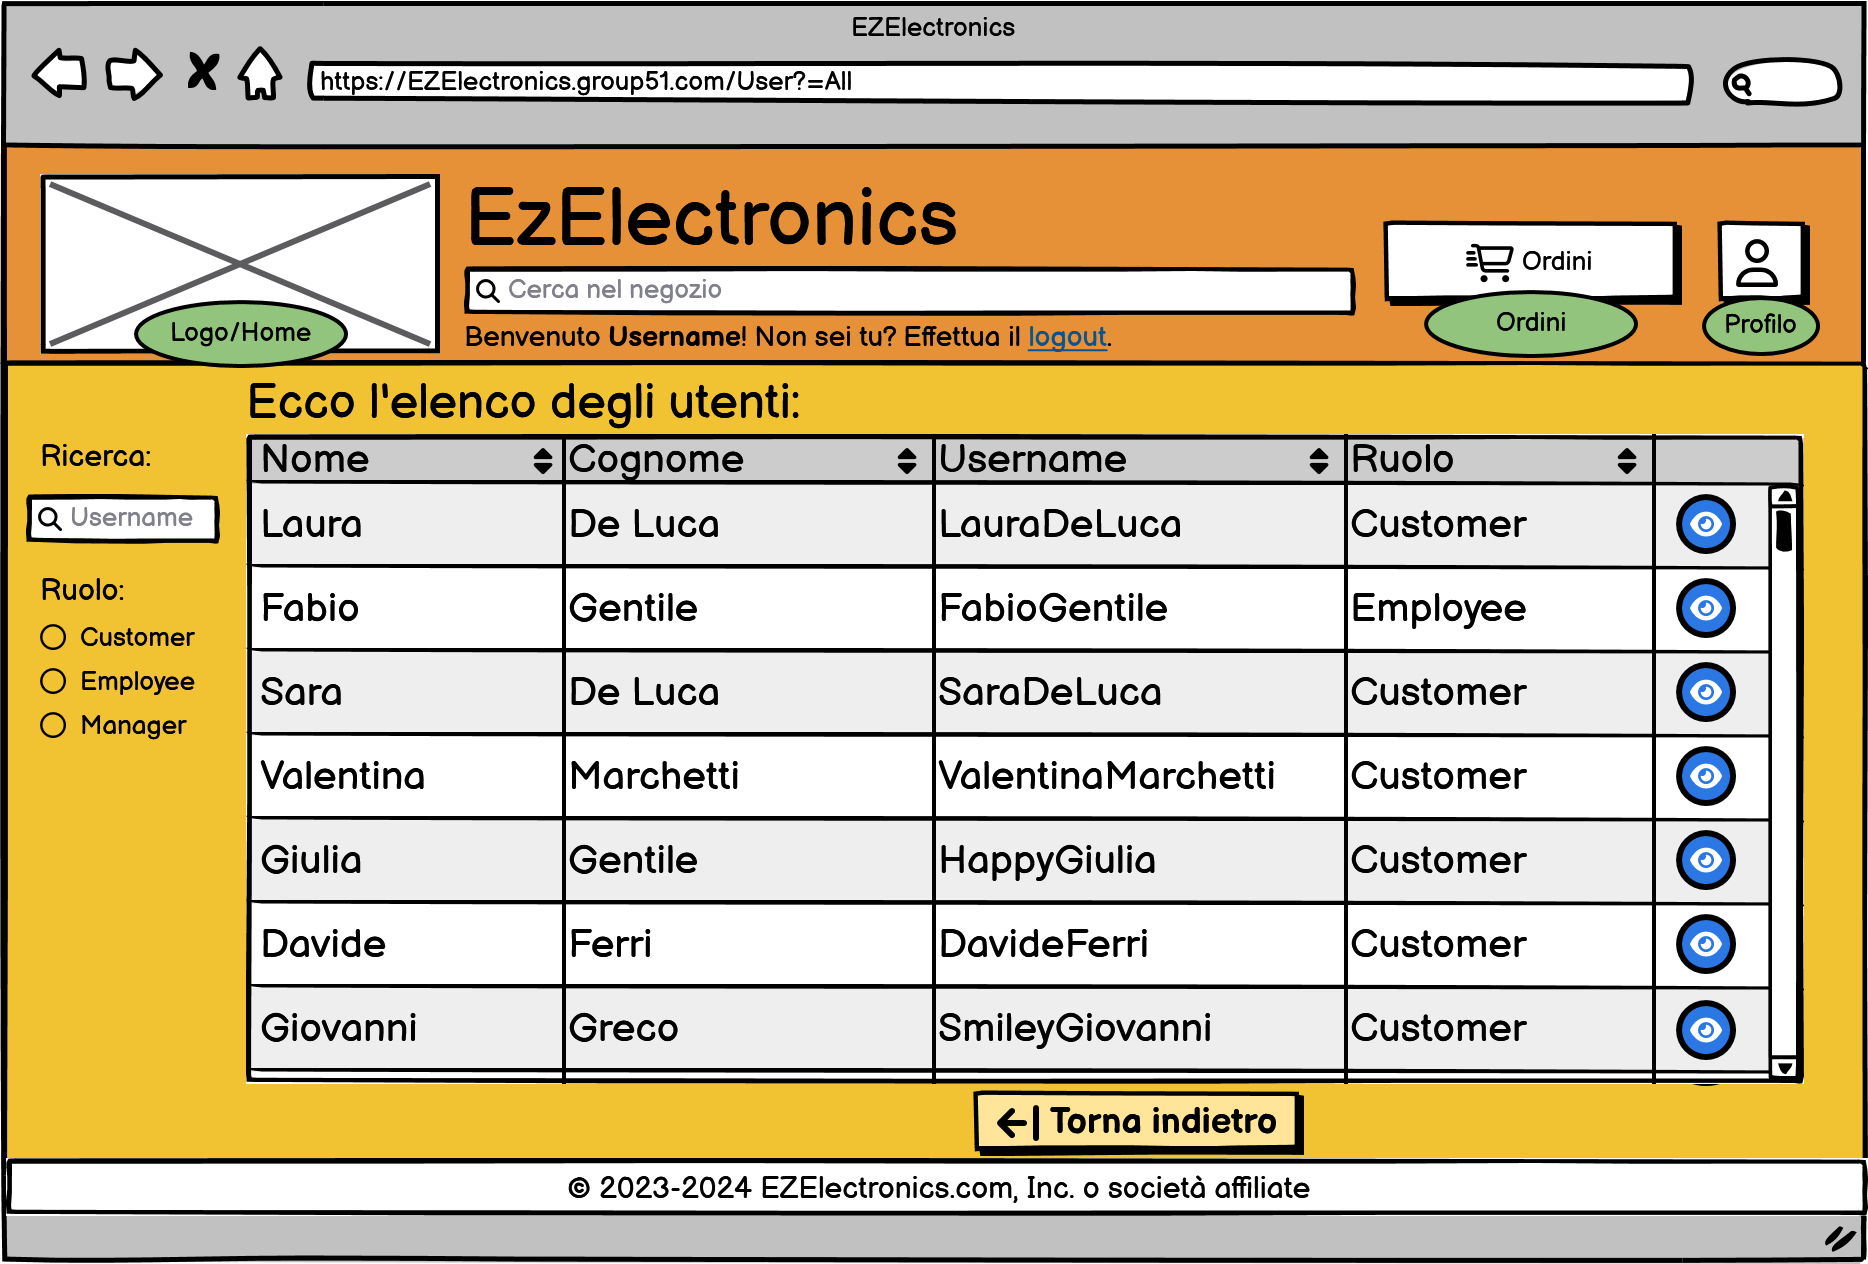 EZElectronics
https://EZElectronics.group51.com/User?=All
EzElectronics
Cerca nel negozio
Benvenuto Username! Non sei tu? Effettua il logout.
Logo/Home
Ordini
Ordini
Profilo
Ecco l'elenco degli utenti:
Ricerca:
Username
Ruolo:
Customer
Employee
Manager
Nome Cognome Username Ruolo
Laura De Luca LauraDeLuca Customer
Fabio Gentile FabioGentile Employee
Sara De Luca SaraDeLuca Customer
Valentina Marchetti ValentinaMarchetti Customer
Giulia Gentile HappyGiulia Customer
Davide Ferri DavideFerri Customer
Giovanni Greco SmileyGiovanni Customer
Torna indietro
© 2023-2024 EZElectronics.com, Inc. o società affiliate